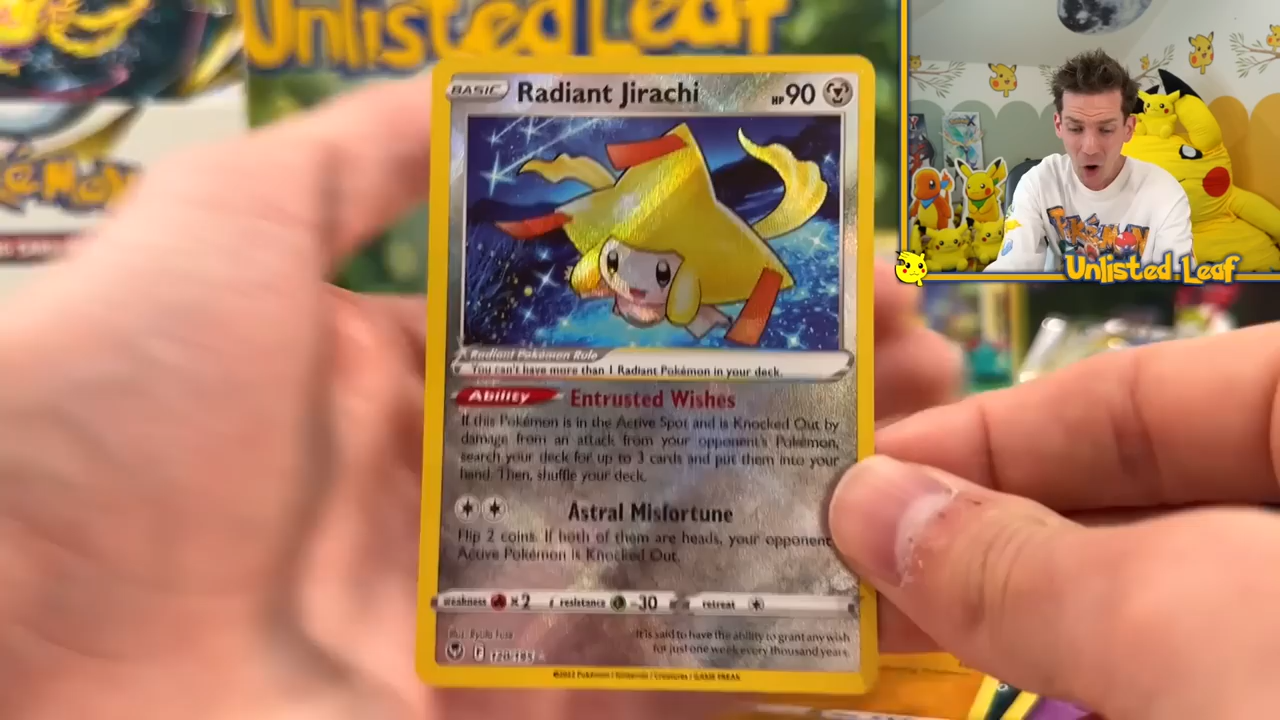 Unlisted Leaf
Pokémon
BASIC Radiant Jirachi HP 90
Radiant Pokémon Rule
You can't have more than 1 Radiant Pokémon in your deck.
Ability Entrusted Wishes
If this Pokémon is in the Active Spot and is Knocked Out by
damage from an attack from your opponent's Pokémon,
search your deck for up to 3 cards and put them into your
hand. Then, shuffle your deck.
Astral Misfortune
Flip 2 coins. If both of them are heads, your opponent
Active Pokémon is Knocked Out.
weakness ×2 resistance -30 retreat
Illus. Ryuta Fuse
It is said to have the ability to grant any wish
for just one week every thousand years.
F 120/195
©2022 Pokémon / Nintendo / Creatures / GAME FREAK
POKÉMON
Unlisted Leaf